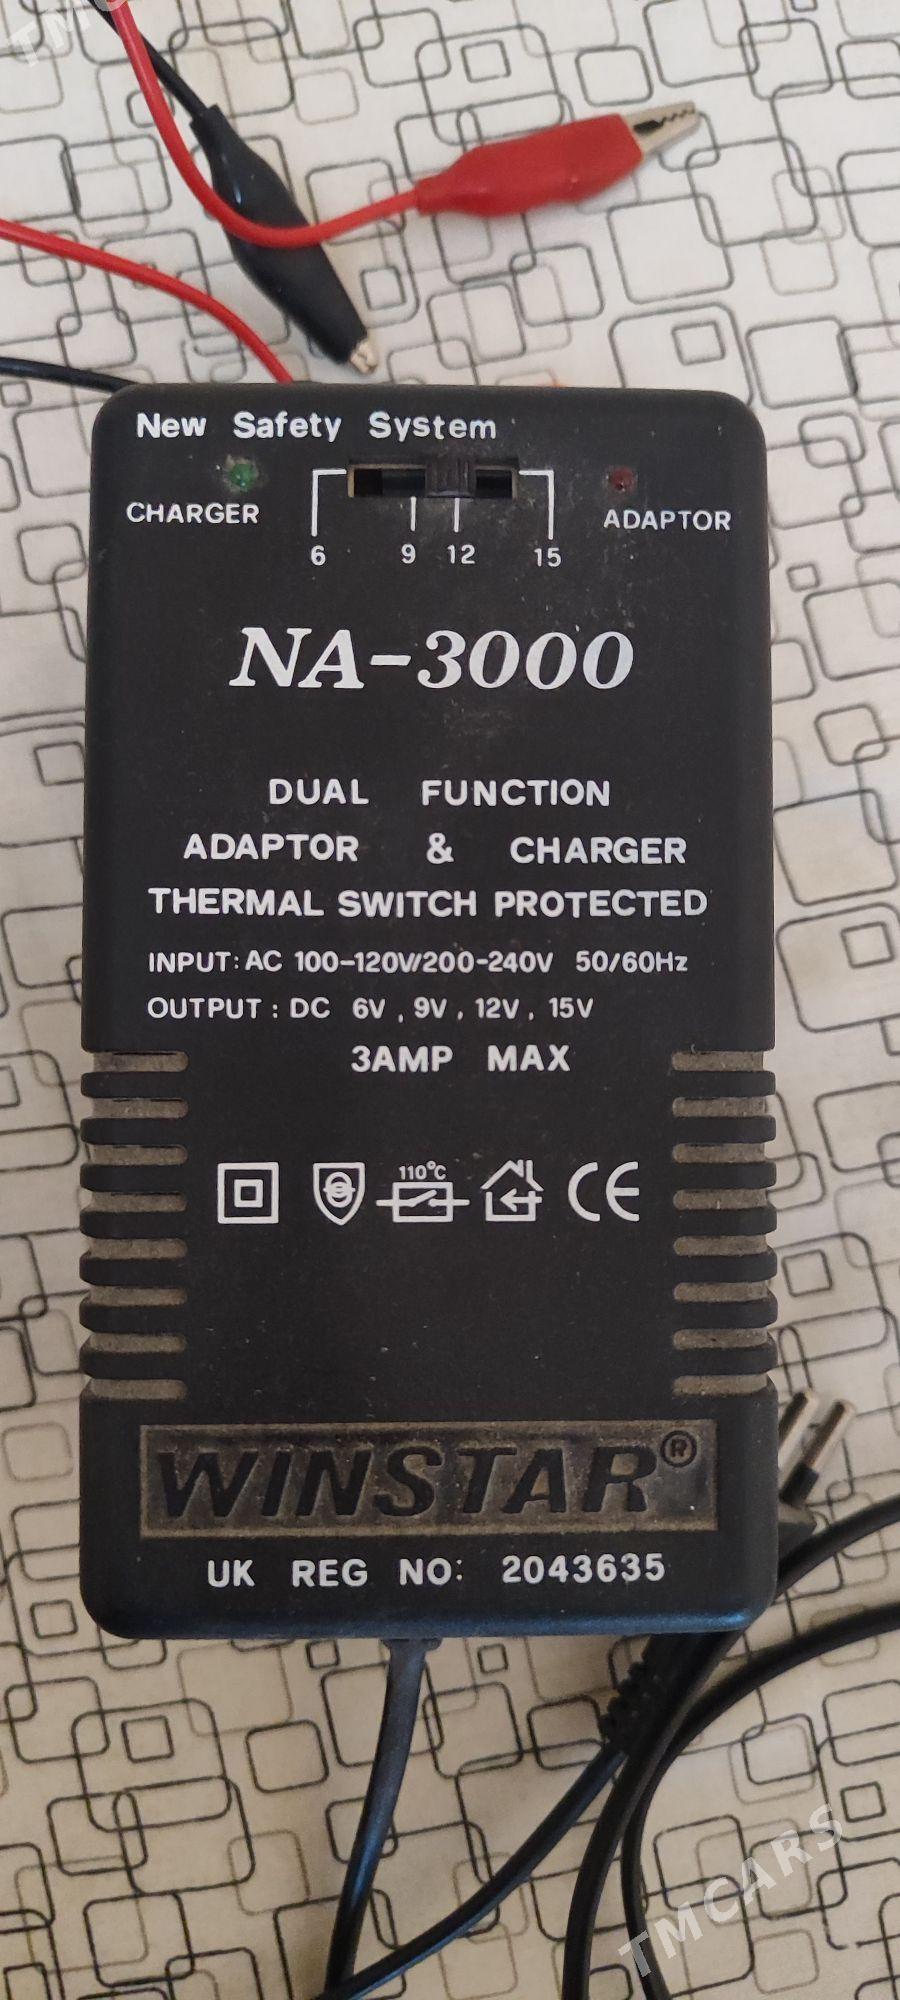 TMC
New Safety System
CHARGER
ADAPTOR
6 9 12 15
NA-3000
DUAL FUNCTION
ADAPTOR & CHARGER
THERMAL SWITCH PROTECTED
INPUT: AC 100-120V/200-240V 50/60Hz
OUTPUT : DC 6V , 9V , 12V , 15V
3AMP MAX
110°C
CE
WINSTAR®
UK REG NO: 2043635
TMCARS